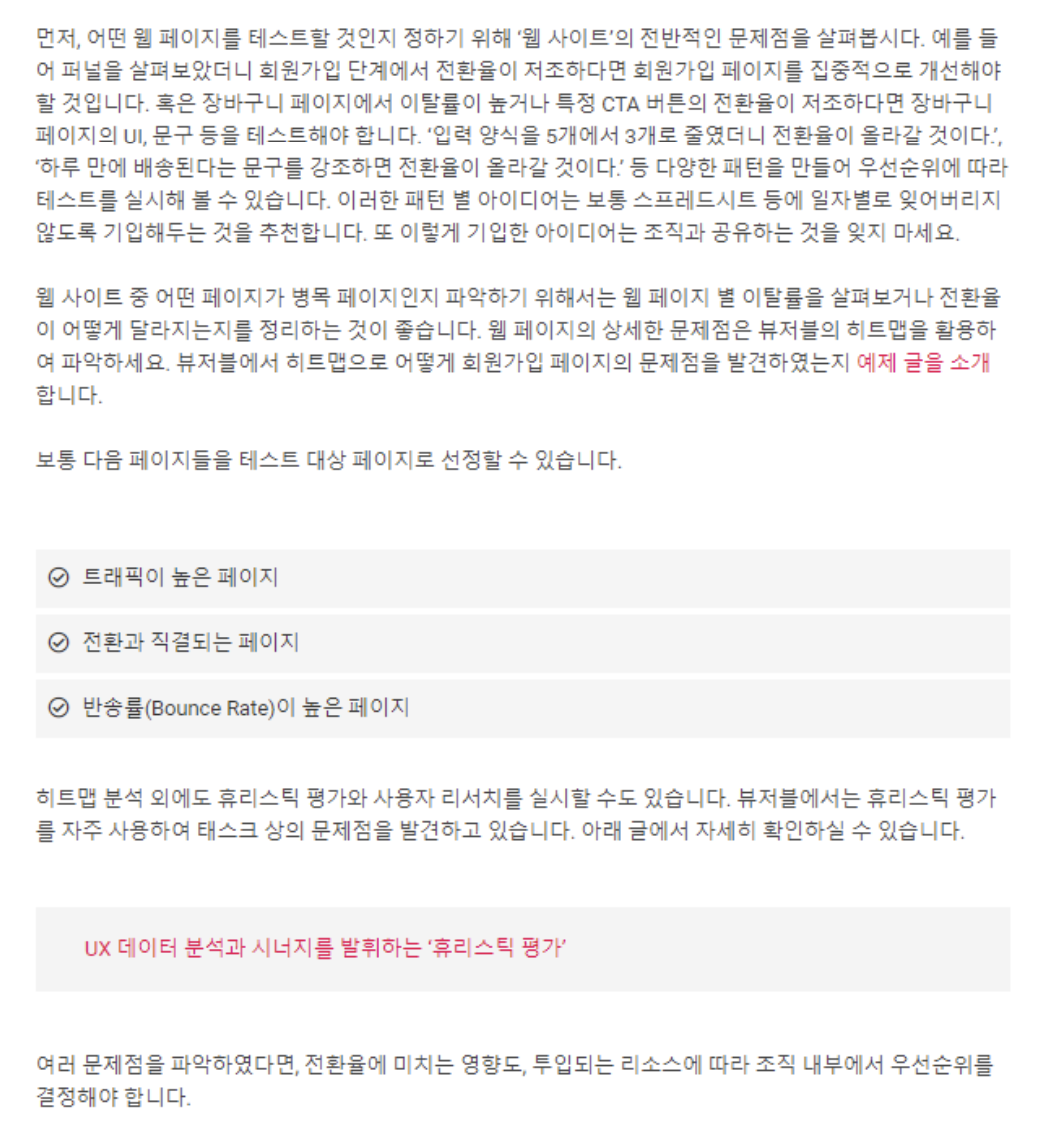 먼저, 어떤 웹 페이지를 테스트할 것인지 정하기 위해 ‘웹 사이트’의 전반적인 문제점을 살펴봅시다. 예를 들
어 퍼널을 살펴보았더니 회원가입 단계에서 전환율이 저조하다면 회원가입 페이지를 집중적으로 개선해야
할 것입니다. 혹은 장바구니 페이지에서 이탈률이 높거나 특정 CTA 버튼의 전환율이 저조하다면 장바구니
페이지의 UI, 문구 등을 테스트해야 합니다. ‘입력 양식을 5개에서 3개로 줄였더니 전환율이 올라갈 것이다.’,
‘하루 만에 배송된다는 문구를 강조하면 전환율이 올라갈 것이다.’ 등 다양한 패턴을 만들어 우선순위에 따라
테스트를 실시해 볼 수 있습니다. 이러한 패턴 별 아이디어는 보통 스프레드시트 등에 일자별로 잊어버리지
않도록 기입해두는 것을 추천합니다. 또 이렇게 기입한 아이디어는 조직과 공유하는 것을 잊지 마세요.
웹 사이트 중 어떤 페이지가 병목 페이지인지 파악하기 위해서는 웹 페이지 별 이탈률을 살펴보거나 전환율
이 어떻게 달라지는지를 정리하는 것이 좋습니다. 웹 페이지의 상세한 문제점은 뷰저블의 히트맵을 활용하
여 파악하세요. 뷰저블에서 히트맵으로 어떻게 회원가입 페이지의 문제점을 발견하였는지 예제 글을 소개
합니다.
보통 다음 페이지들을 테스트 대상 페이지로 선정할 수 있습니다.
트래픽이 높은 페이지
전환과 직결되는 페이지
반송률(Bounce Rate)이 높은 페이지
히트맵 분석 외에도 휴리스틱 평가와 사용자 리서치를 실시할 수도 있습니다. 뷰저블에서는 휴리스틱 평가
를 자주 사용하여 태스크 상의 문제점을 발견하고 있습니다. 아래 글에서 자세히 확인하실 수 있습니다.
UX 데이터 분석과 시너지를 발휘하는 ‘휴리스틱 평가’
여러 문제점을 파악하였다면, 전환율에 미치는 영향도, 투입되는 리소스에 따라 조직 내부에서 우선순위를
결정해야 합니다.